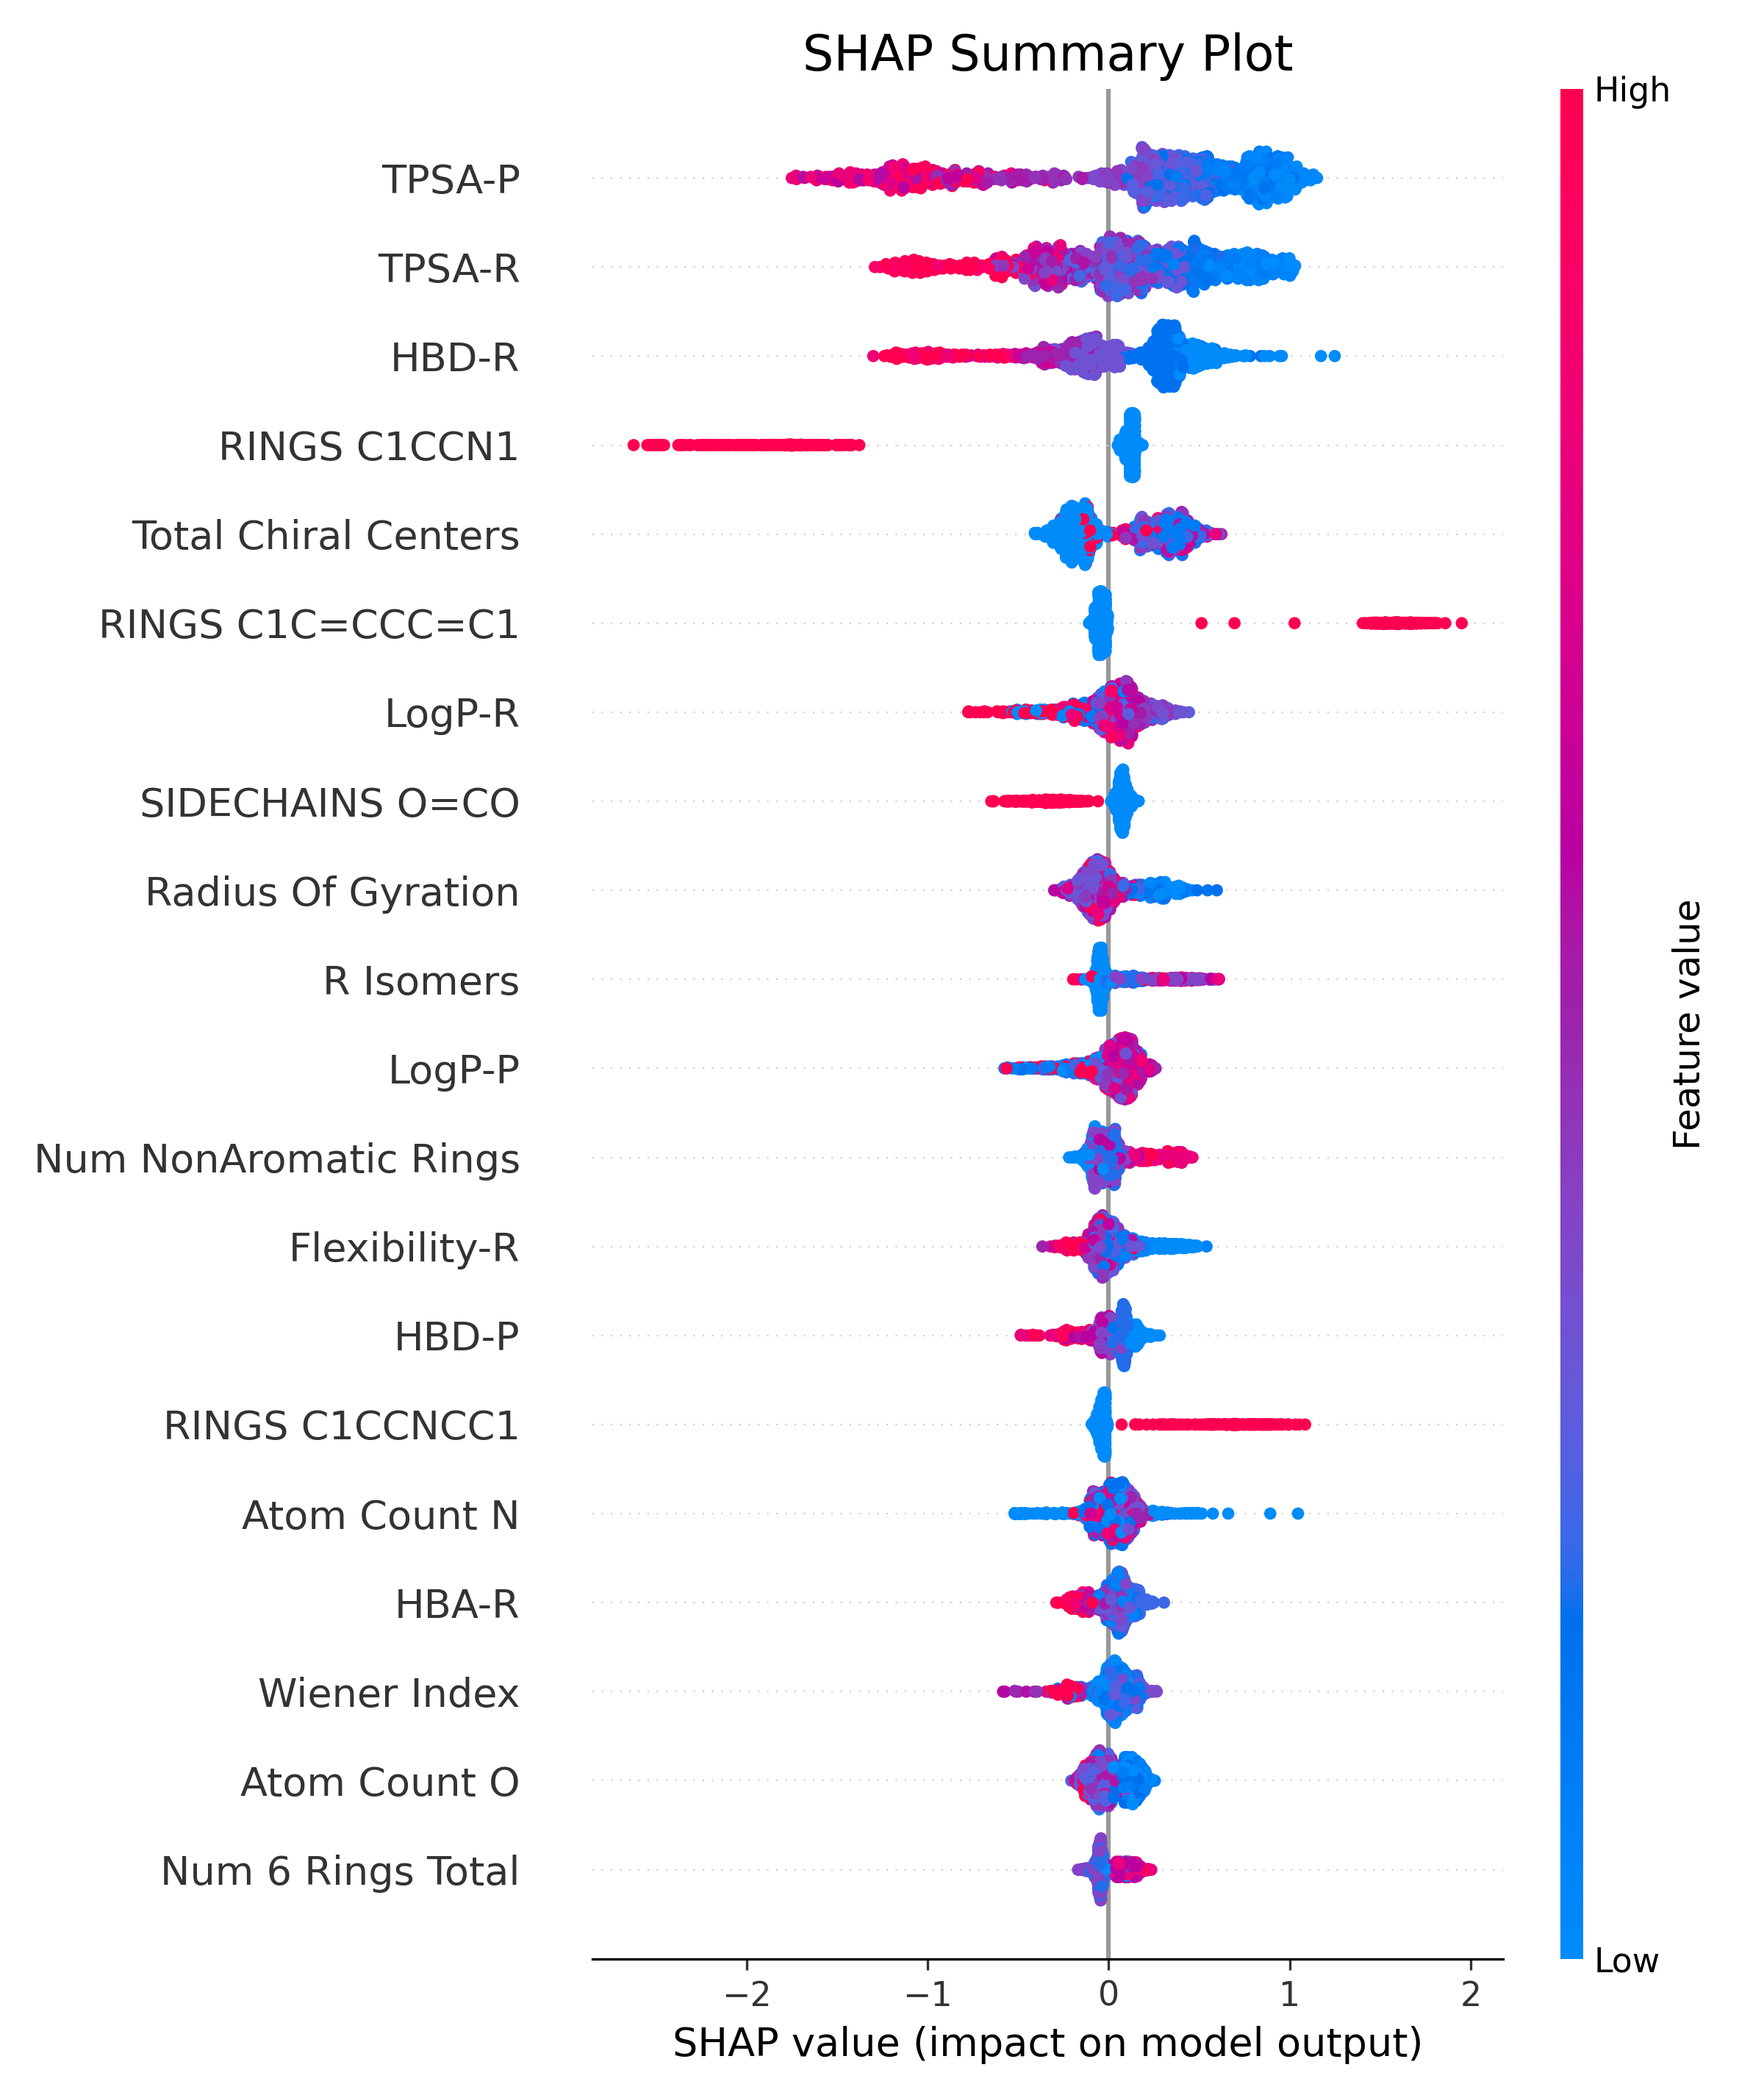 SHAP Summary Plot
High
TPSA-P
TPSA-R
HBD-R
RINGS C1CCN1
Total Chiral Centers
RINGS C1C=CCC=C1
LogP-R
SIDECHAINS O=CO
Radius Of Gyration
R Isomers
LogP-P
Num NonAromatic Rings
Flexibility-R
HBD-P
RINGS C1CCNCC1
Atom Count N
HBA-R
Wiener Index
Atom Count O
Num 6 Rings Total
Feature value
Low
−2 −1 0 1 2
SHAP value (impact on model output)